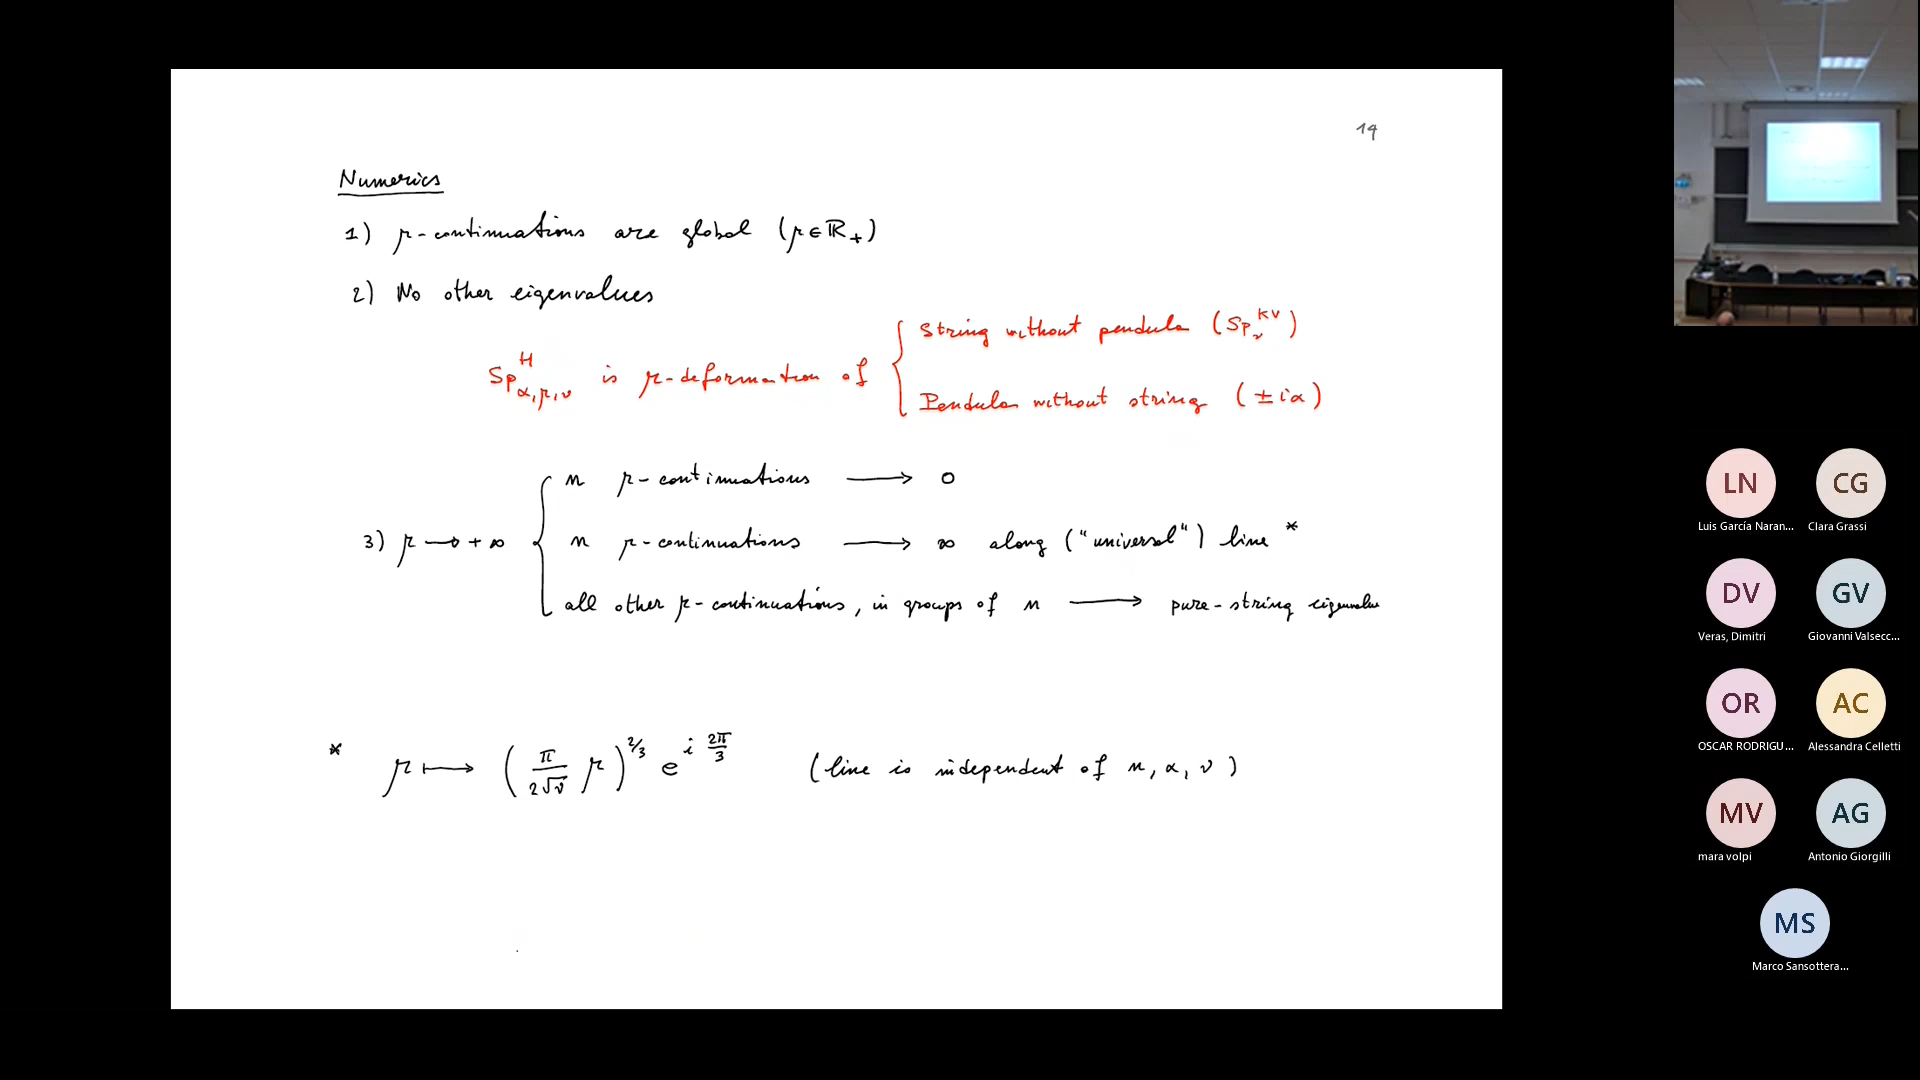 14
Numerics
1) μ-continuations are global (μ∈ℝ₊)
2) No other eigenvalues
Sp^H_{α,μ,ν} is μ-deformation of { String without pendula (Sp_ν^{KV})
Pendula without string (± iα)
3) μ → +∞ { n μ-continuations → 0
n μ-continuations → ∞ along ("universal") line *
all other μ-continuations, in groups of n → pure-string eigenvalue
* μ ↦ (π/(2√ν) μ)^{2/3} e^{i 2π/3} (line is independent of n, α, ν)
LN
Luis García Naran...
CG
Clara Grassi
DV
Veras, Dimitri
GV
Giovanni Valsecc...
OR
OSCAR RODRIGU...
AC
Alessandra Celletti
MV
mara volpi
AG
Antonio Giorgilli
MS
Marco Sansottera...